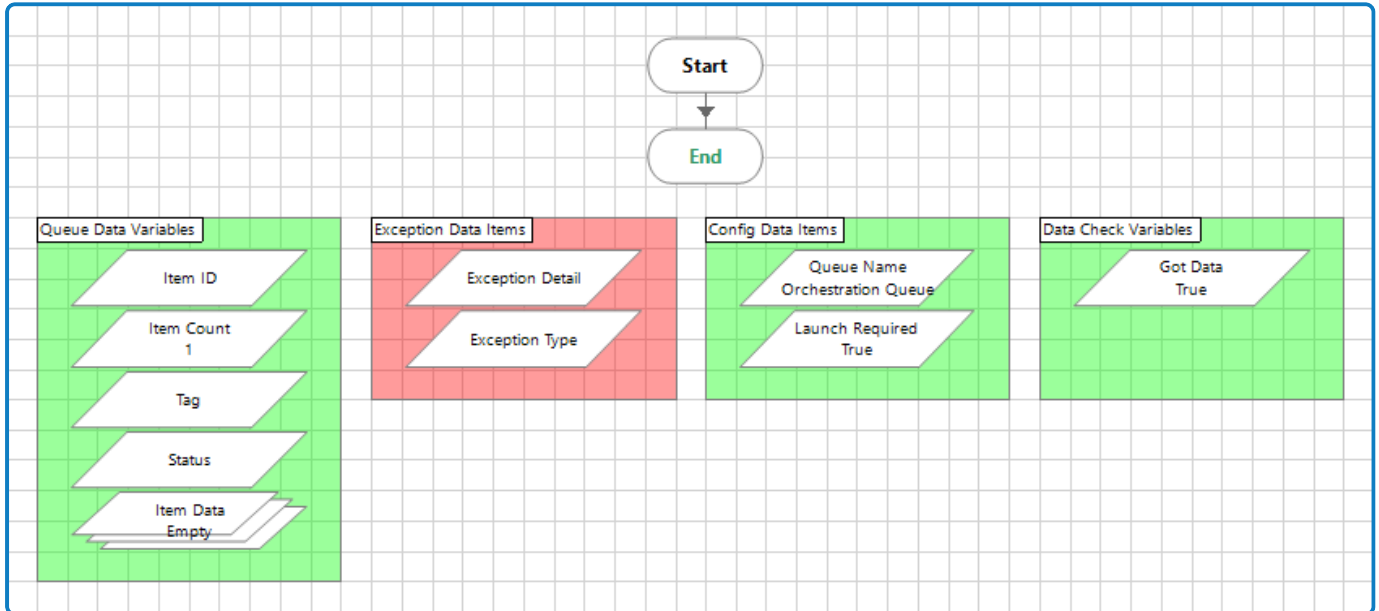 Start
End
Queue Data Variables
Item ID
Item Count
1
Tag
Status
Item Data
Empty
Exception Data Items
Exception Detail
Exception Type
Config Data Items
Queue Name
Orchestration Queue
Launch Required
True
Data Check Variables
Got Data
True